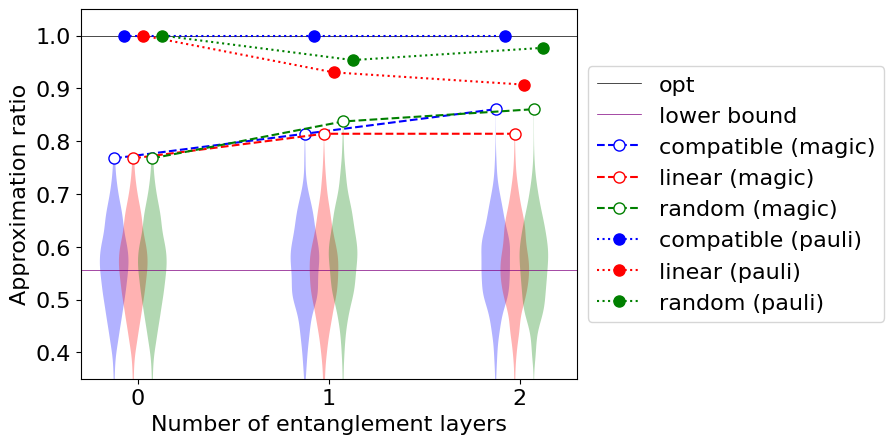 1.0
0.9
0.8
0.7
0.6
0.5
0.4
Approximation ratio
0 1 2
Number of entanglement layers
opt
lower bound
compatible (magic)
linear (magic)
random (magic)
compatible (pauli)
linear (pauli)
random (pauli)